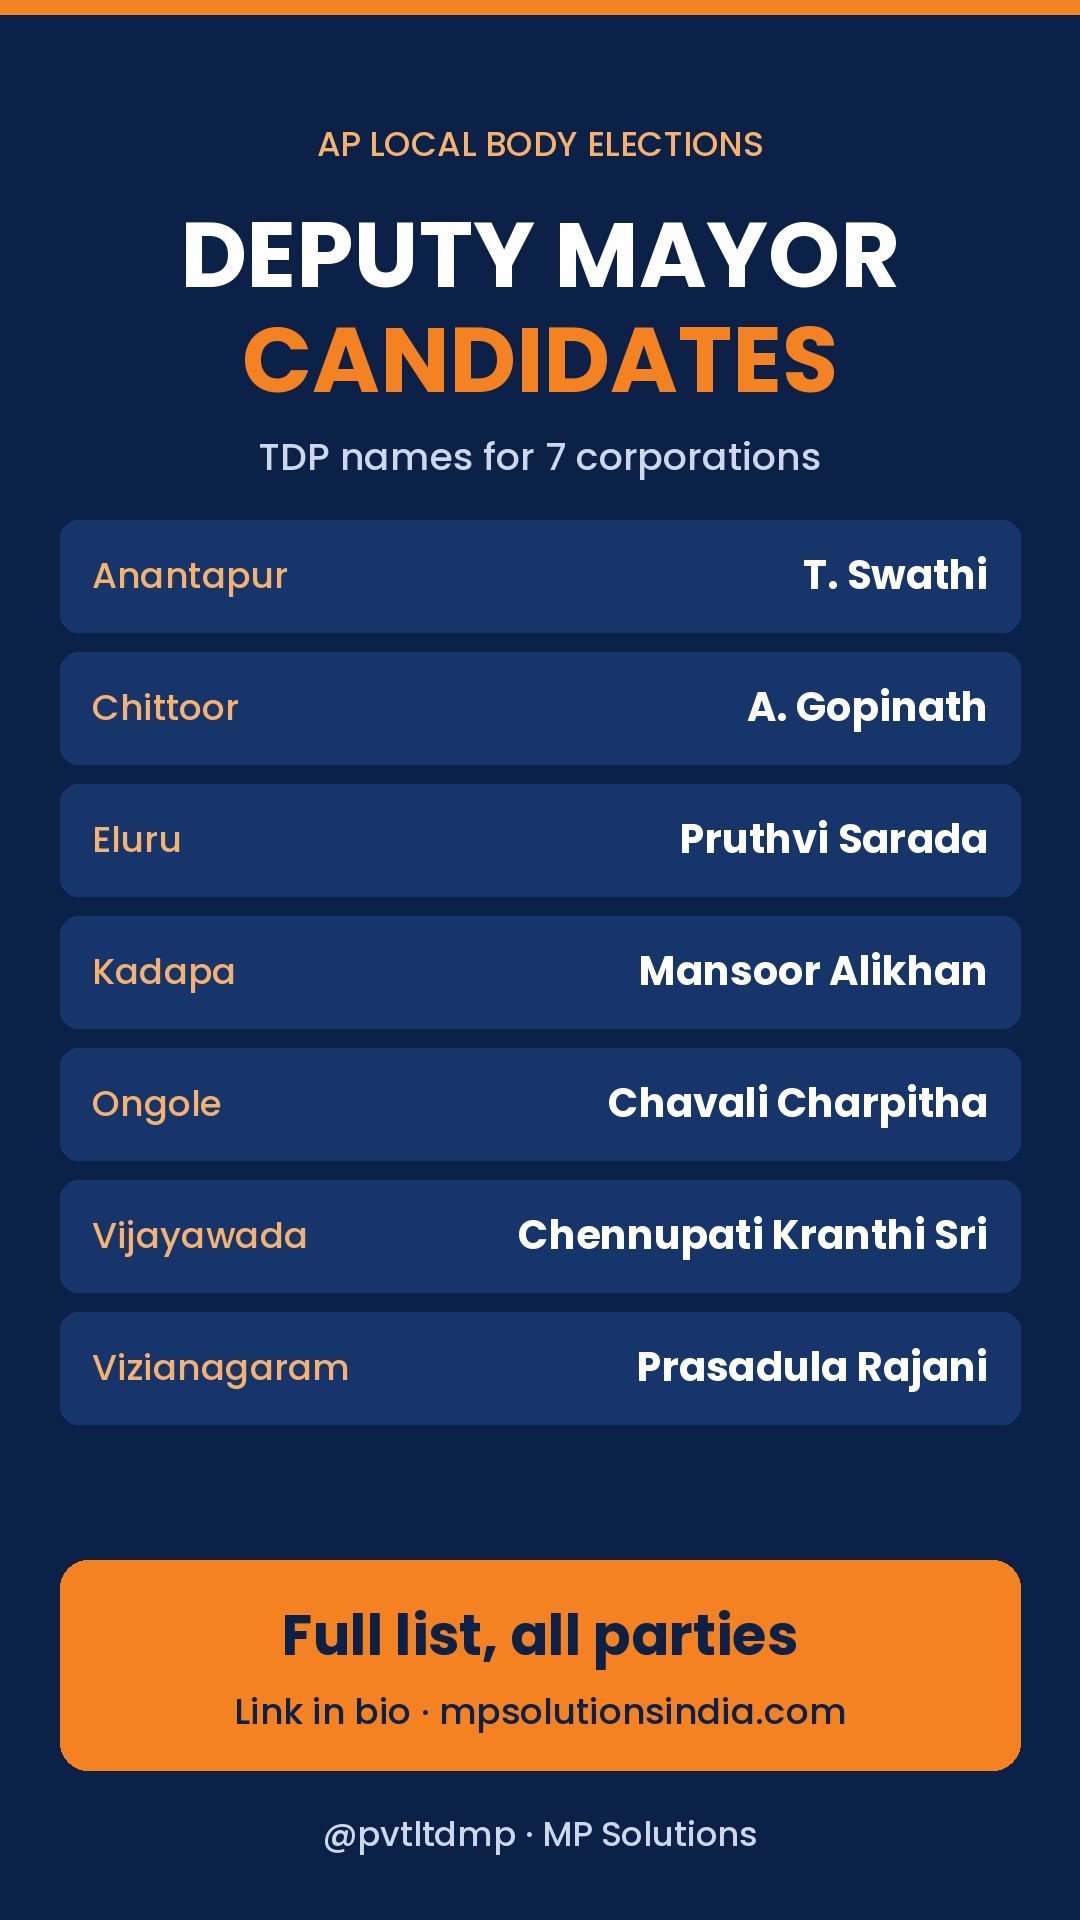 AP LOCAL BODY ELECTIONS
DEPUTY MAYOR
CANDIDATES
TDP names for 7 corporations
Anantapur T. Swathi
Chittoor A. Gopinath
Eluru Pruthvi Sarada
Kadapa Mansoor Alikhan
Ongole Chavali Charpitha
Vijayawada Chennupati Kranthi Sri
Vizianagaram Prasadula Rajani
Full list, all parties
Link in bio · mpsolutionsindia.com
@pvtltdmp · MP Solutions